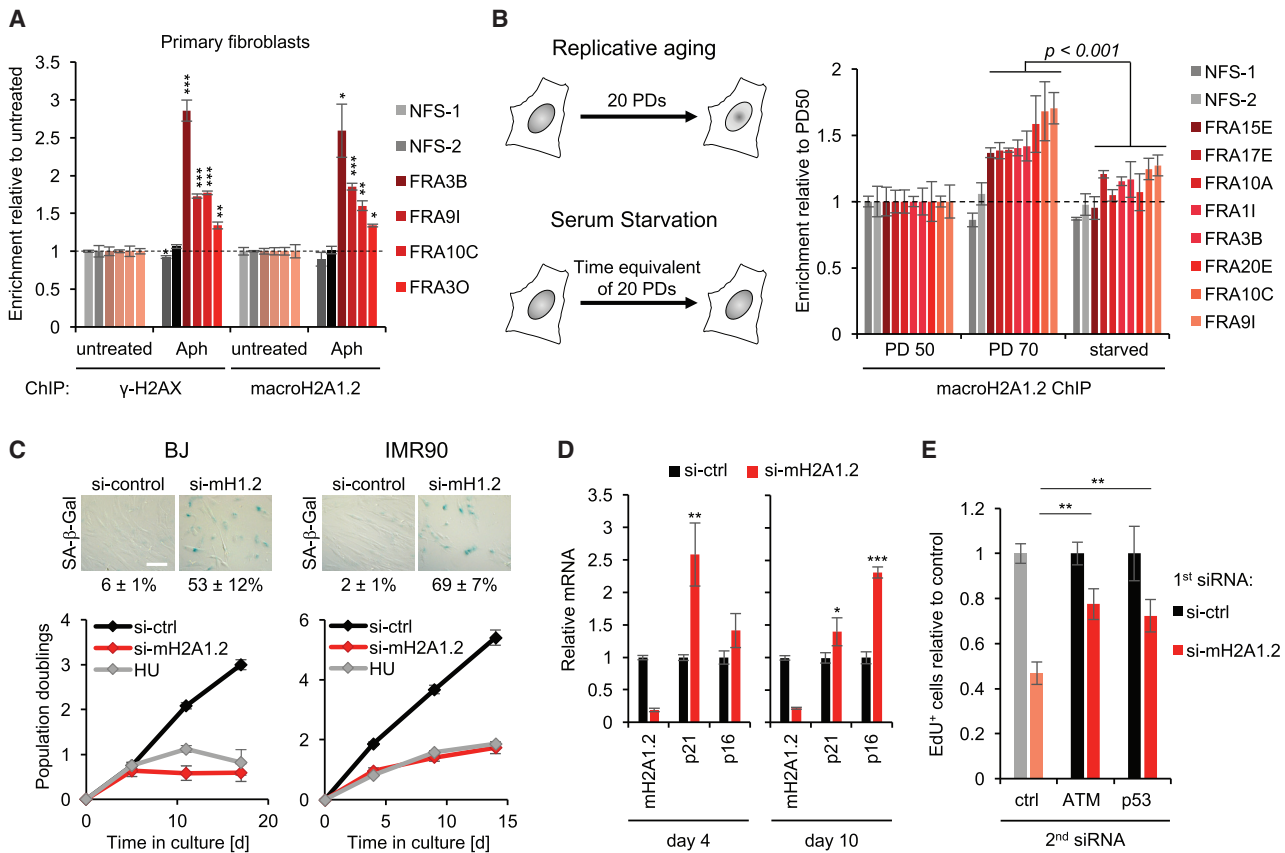 A
Primary fibroblasts
Enrichment relative to untreated
3.5
3
2.5
2
1.5
1
0.5
0
*
***
***
***
**
*
***
**
*
NFS-1
NFS-2
FRA3B
FRA9I
FRA10C
FRA3O
untreated
Aph
untreated
Aph
ChIP:
γ-H2AX
macroH2A1.2
B
Replicative aging
20 PDs
Serum Starvation
Time equivalent
of 20 PDs
Enrichment relative to PD50
2
1.5
1
0.5
0
p < 0.001
PD 50
PD 70
starved
macroH2A1.2 ChIP
NFS-1
NFS-2
FRA15E
FRA17E
FRA10A
FRA1I
FRA3B
FRA20E
FRA10C
FRA9I
C
BJ
IMR90
si-control
si-mH1.2
si-control
si-mH1.2
SA-β-Gal
SA-β-Gal
6 ± 1%
53 ± 12%
2 ± 1%
69 ± 7%
Population doublings
4
3
2
1
0
si-ctrl
si-mH2A1.2
HU
0
10
20
Time in culture [d]
6
4
2
0
si-ctrl
si-mH2A1.2
HU
0
5
10
15
Time in culture [d]
D
si-ctrl
si-mH2A1.2
Relative mRNA
3.5
3
2.5
2
1.5
1
0.5
0
**
*
***
mH2A1.2
p21
p16
mH2A1.2
p21
p16
day 4
day 10
E
EdU⁺ cells relative to control
1.2
1
0.8
0.6
0.4
0.2
0
**
**
1st siRNA:
si-ctrl
si-mH2A1.2
ctrl
ATM
p53
2nd siRNA